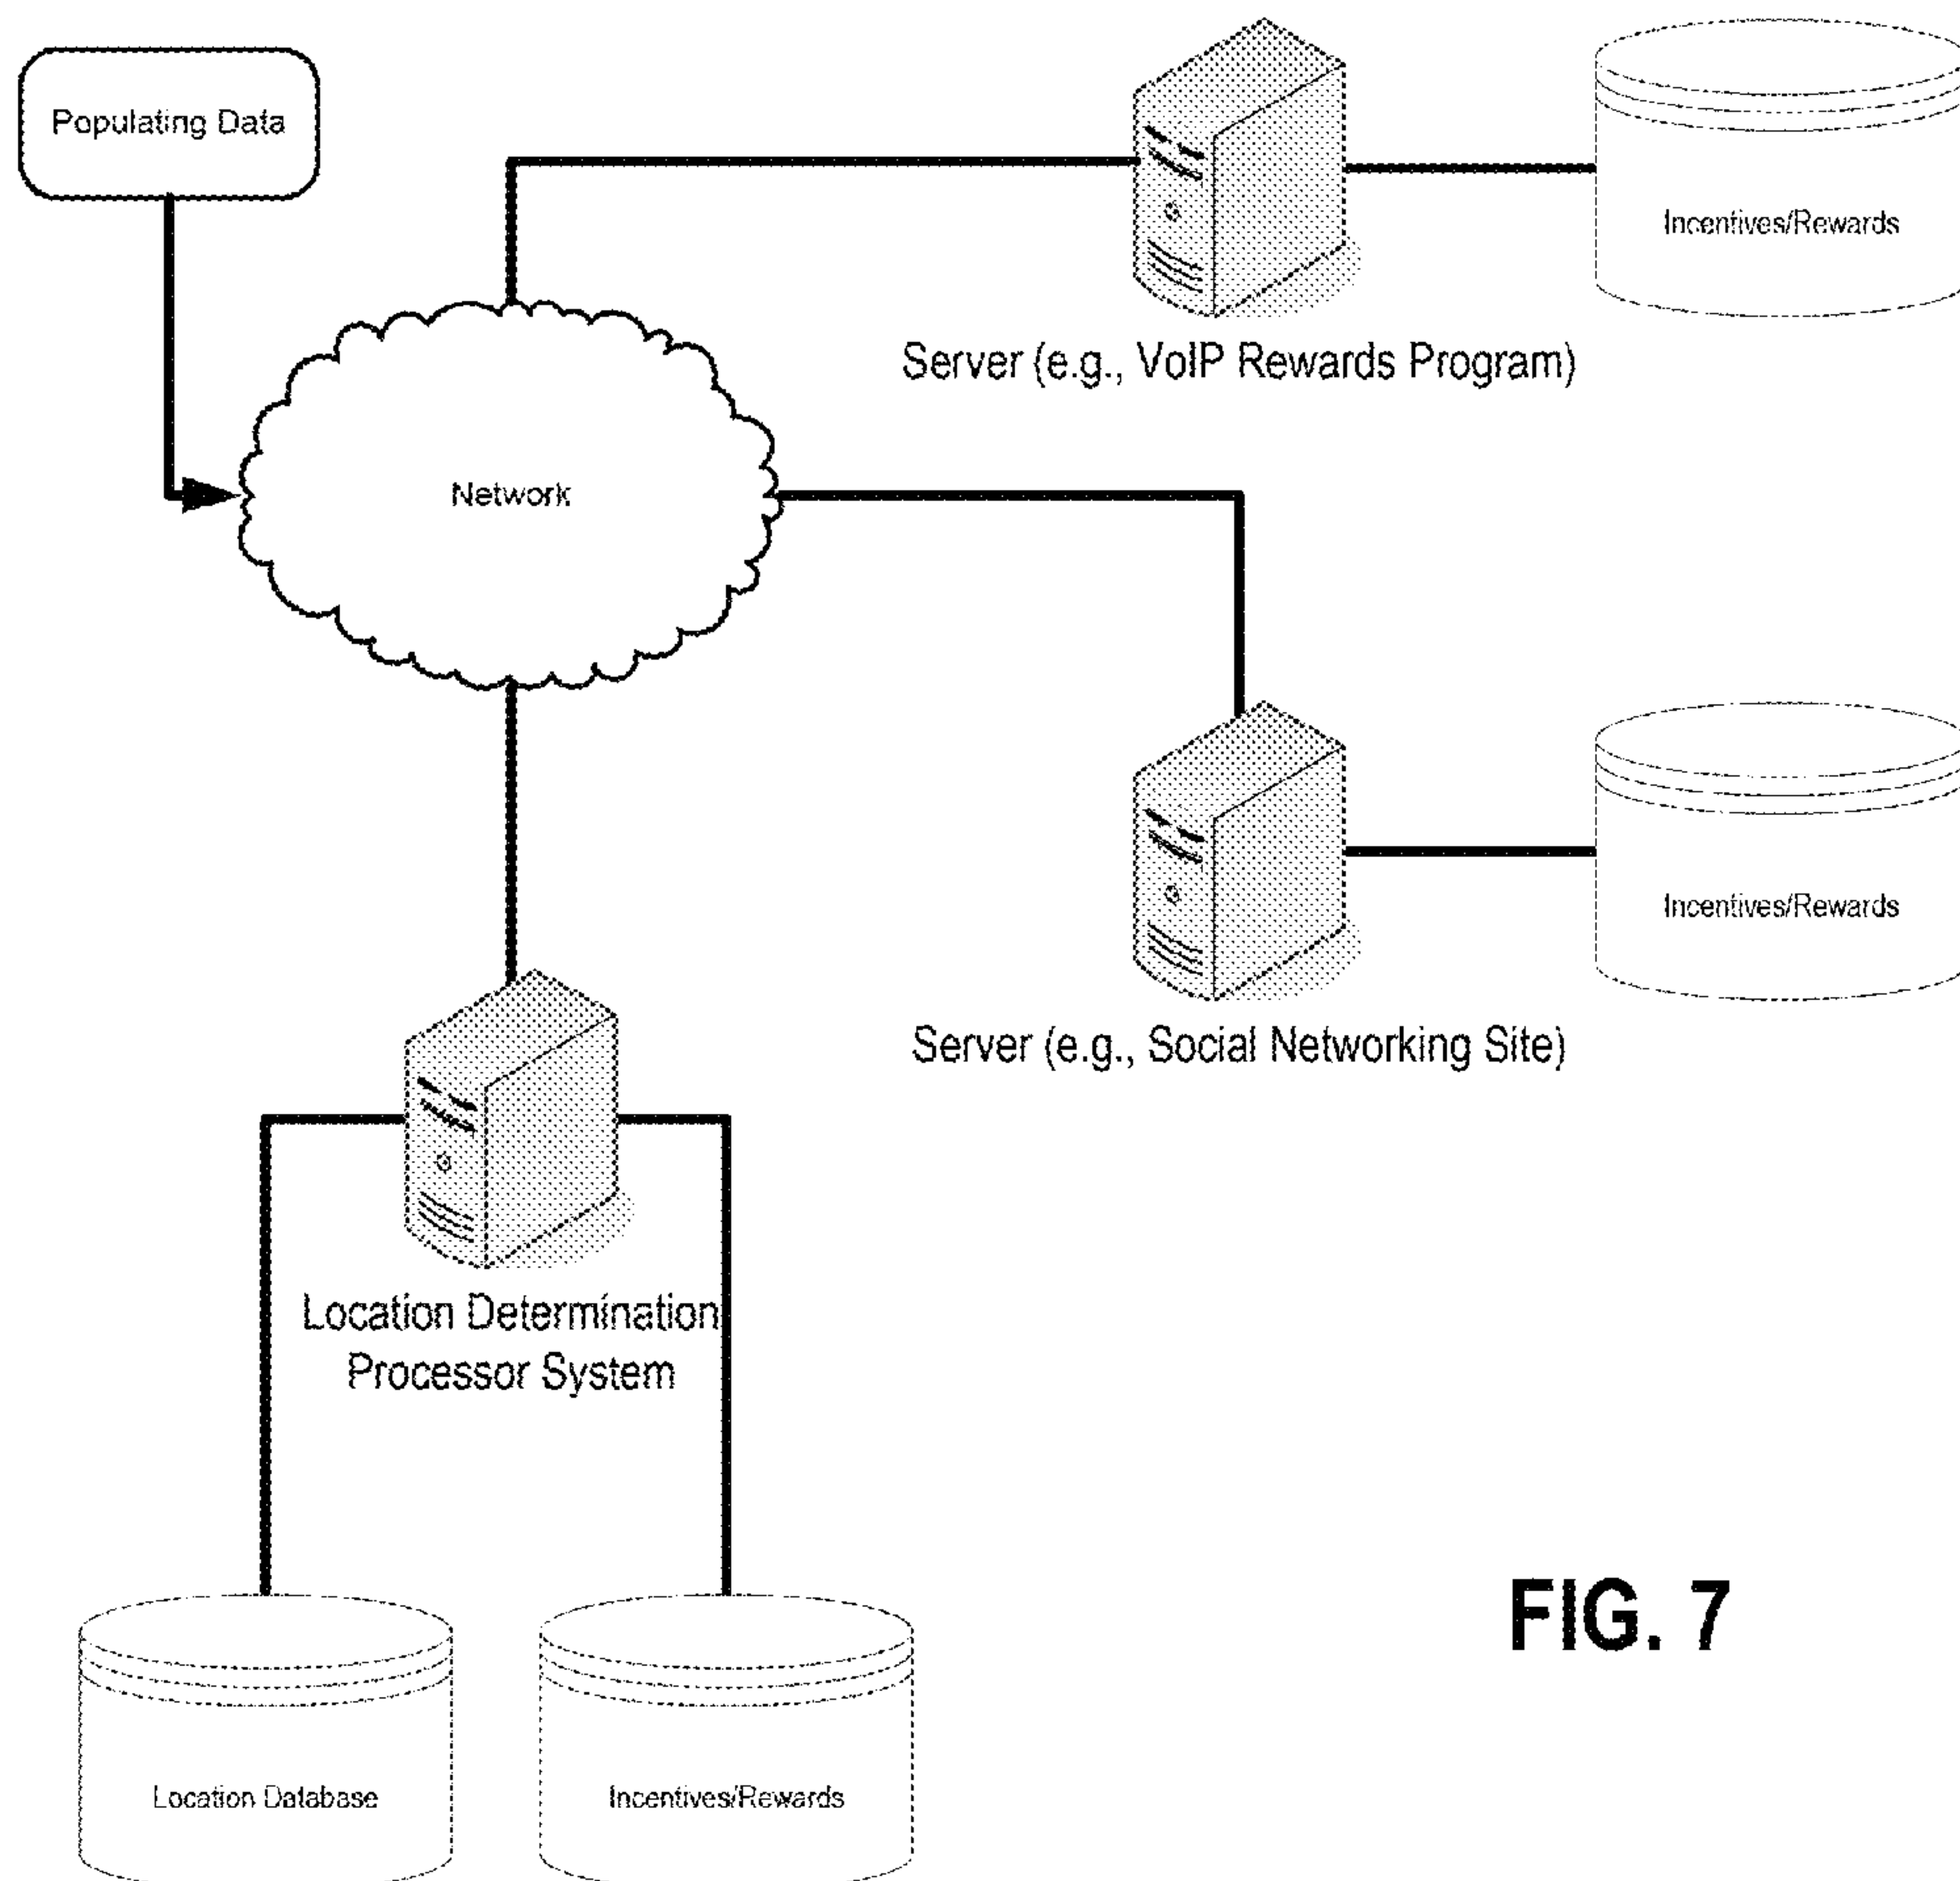 Populating Data
Incentives/Rewards
Server (e.g., VoIP Rewards Program)
Network
Incentives/Rewards
Server (e.g., Social Networking Site)
Location Determination
Processor System
FIG. 7
Location Database
Incentives/Rewards